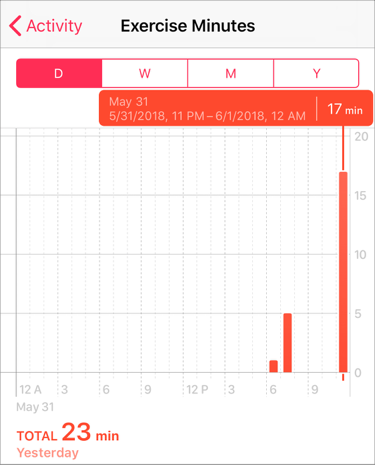 Activity
Exercise Minutes
D W M Y
May 31
5/31/2018, 11 PM – 6/1/2018, 12 AM
17 min
20
15
10
5
0
12 A 3 6 9 12 P 3 6 9
May 31
TOTAL 23 min
Yesterday